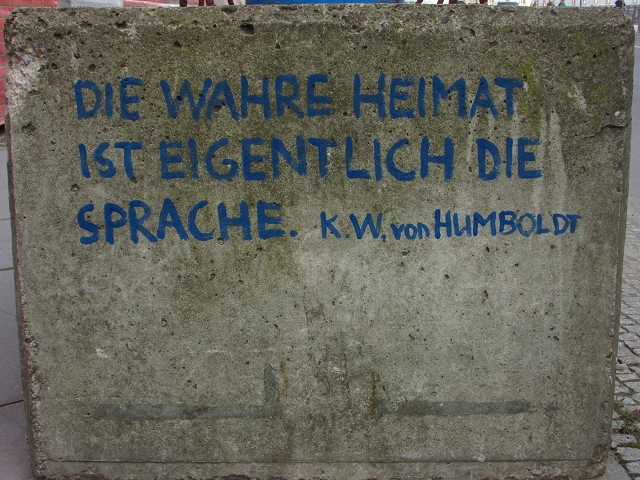 DIE WAHRE HEIMAT
IST EIGENTLICH DIE
SPRACHE. K.W. von HUMBOLDT